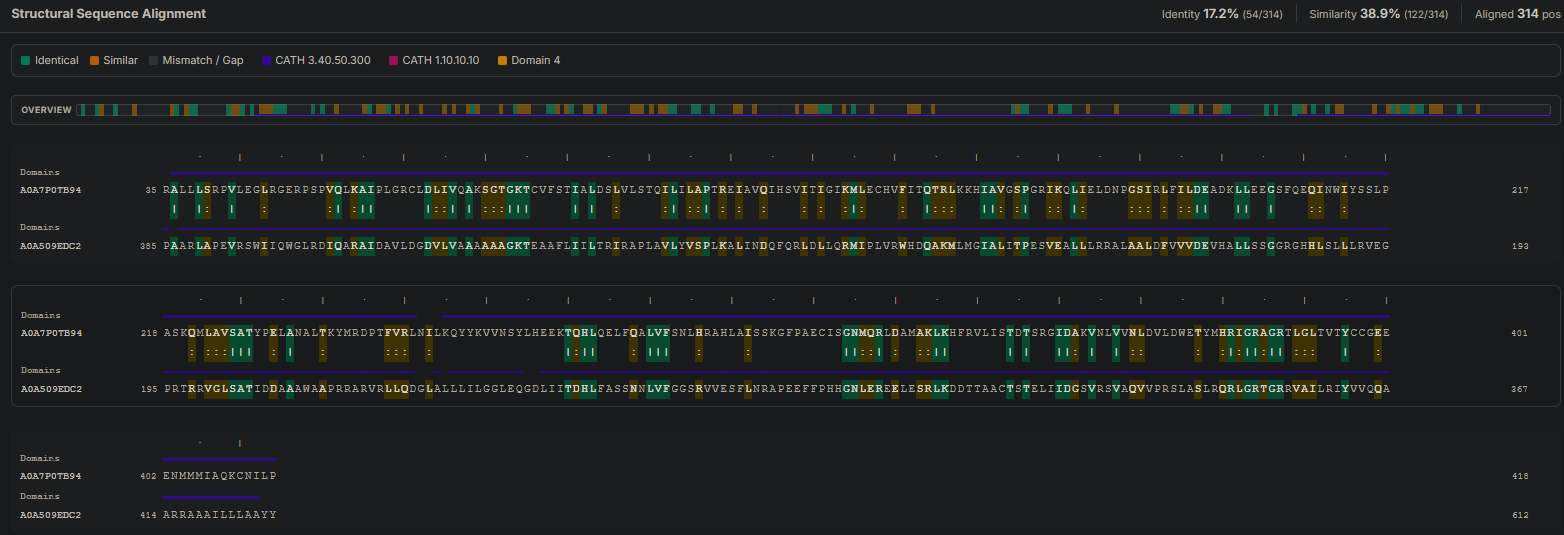 Structural Sequence Alignment
Identity 17.2% (54/314)
Similarity 38.9% (122/314)
Aligned 314 pos
Identical
Similar
Mismatch / Gap
CATH 3.40.50.300
CATH 1.10.10.10
Domain 4
OVERVIEW
Domains
A0A7P0TB94 35 RALLLSRPVLEGLRGERPSPVQLKAIPLGRCLDLIVQAKSGTGKTCVFSTIALDSLVLSTQILILAPTREIAVQIHSVITIGIKMLECHVFITQTRLKKHIAVGSPGRIKQLIELDNPGSIRLFILDEADKLLEEGSFQEQINWIYSSLP 217
Domains
A0A509EDC2 385 PAARLAPEVRSWIIQWGLRDIQARAIDAVLDGDVLVAAAAAAGKTEAAFLIILTRIRAPLAVLYVSPLKALINDQFQRLDLLQRMIPLVRWHDQAKMLMGIALITPESVEALLLRRALAALDFVVVDEVHALLSSGGRGHHLSLLLRVEG 193
Domains
A0A7P0TB94 218 ASKQMLAVSATYPELANALTKYMRDPTFVRLNILKQYYKVVNSYLHEEKTQHLQELFQALVFSNLHRAHLAISSKGFPAECISGNMQRLDAMAKLKHFRVLISTDTSRGIDAKVNLVVNLDVLDWETYMHRIGRAGRTLGLTVTYCCGEE 401
Domains
A0A509EDC2 195 PRTRRVGLSATIDDAAAWAAPRRARVRLLQDGLALLLILGGLEQGDLIITDHLFASSNNLVFGGSRVVESFLNRAPEEFFPHHGNLEREELESRLKDDTTAACTSTELIIDGSVRSVAQVVPRSLASLRQRLGRTGRRVAILRIYVVQQA 367
Domains
A0A7P0TB94 402 ENMMMIAQKCNILP 418
Domains
A0A509EDC2 414 ARRAAAILLLAAYY 612